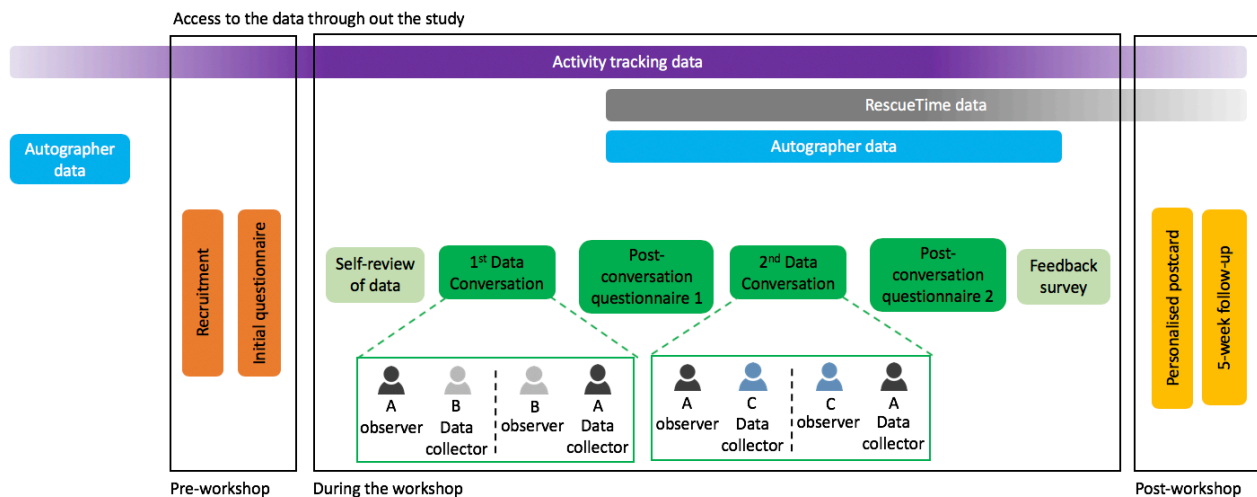 Access to the data through out the study
Activity tracking data
RescueTime data
Autographer data
Autographer
data
Recruitment
Initial questionnaire
Self-review
of data
1st Data
Conversation
Post-
conversation
questionnaire 1
2nd Data
Conversation
Post-
conversation
questionnaire 2
Feedback
survey
Personalised postcard
5-week follow-up
A
observer
B
Data
collector
B
observer
A
Data
collector
A
observer
C
Data
collector
C
observer
A
Data
collector
Pre-workshop
During the workshop
Post-workshop